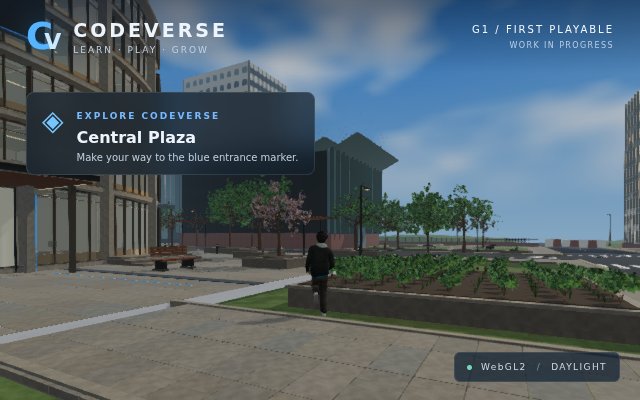 CV CODEVERSE
LEARN · PLAY · GROW
G1 / FIRST PLAYABLE
WORK IN PROGRESS
EXPLORE CODEVERSE
Central Plaza
Make your way to the blue entrance marker.
WebGL2 / DAYLIGHT